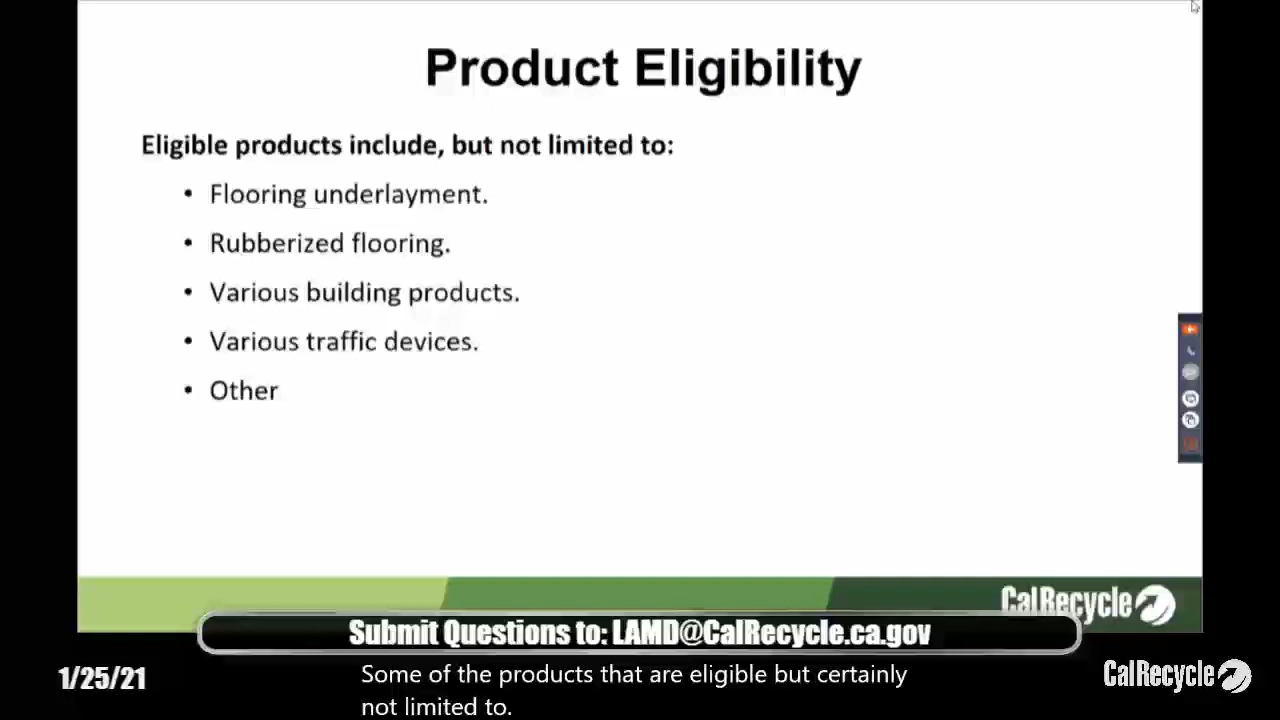 Product Eligibility
Eligible products include, but not limited to:
• Flooring underlayment.
• Rubberized flooring.
• Various building products.
• Various traffic devices.
• Other
CalRecycle
Submit Questions to: LAMD@CalRecycle.ca.gov
1/25/21
Some of the products that are eligible but certainly
not limited to.
CalRecycle